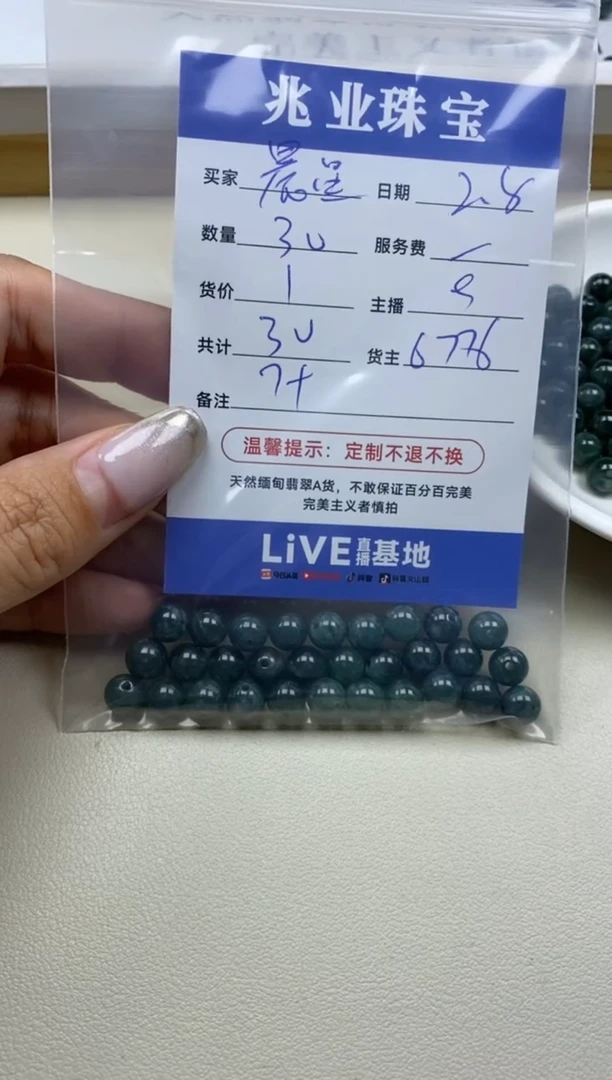 兆业珠宝
买家 晨呈 日期 2.8
数量 30 服务费 -
货价 1 主播 9
共计 30 货主 6776
备注 7+
温馨提示：定制不退不换
天然缅甸翡翠A货，不敢保证百分百完美
完美主义者慎拍
LiVE直播基地